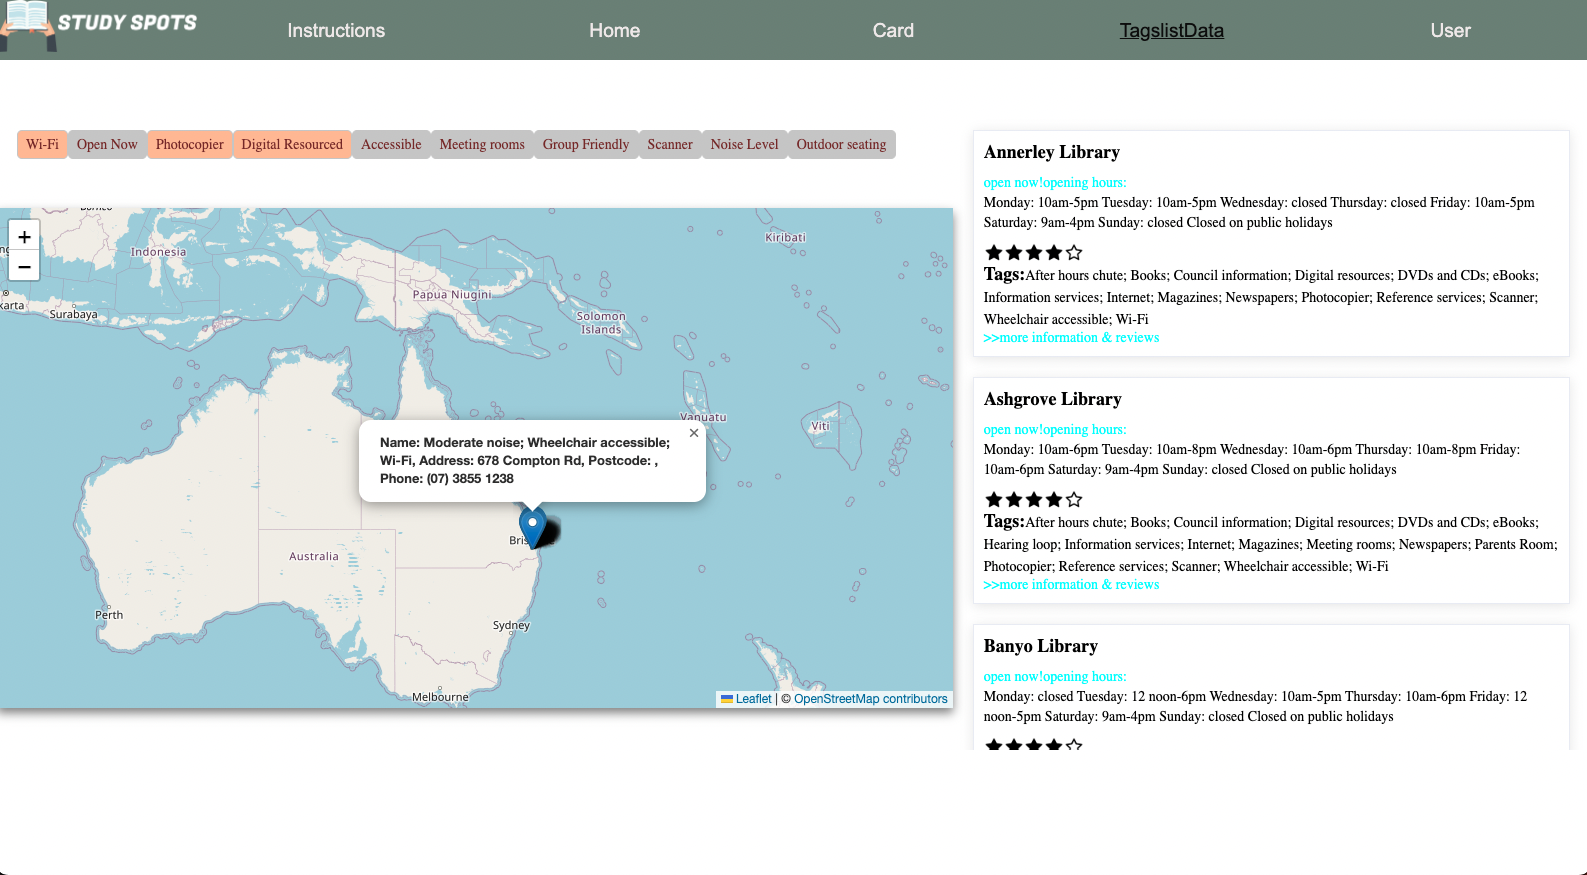 STUDY SPOTS
Instructions
Home
Card
TagslistData
User
Wi-Fi
Open Now
Photocopier
Digital Resourced
Accessible
Meeting rooms
Group Friendly
Scanner
Noise Level
Outdoor seating
+
−
Indonesia
karta
Surabaya
Papua Niugini
Kiribati
Solomon
Islands
Vanuatu
Viti
×
Name: Moderate noise; Wheelchair accessible;
Wi-Fi, Address: 678 Compton Rd, Postcode: ,
Phone: (07) 3855 1238
Australia
Perth
Sydney
Melbourne
Leaflet | © OpenStreetMap contributors
Annerley Library
open now!opening hours:
Monday: 10am-5pm Tuesday: 10am-5pm Wednesday: closed Thursday: closed Friday: 10am-5pm
Saturday: 9am-4pm Sunday: closed Closed on public holidays
Tags:After hours chute; Books; Council information; Digital resources; DVDs and CDs; eBooks;
Information services; Internet; Magazines; Newspapers; Photocopier; Reference services; Scanner;
Wheelchair accessible; Wi-Fi
>>more information & reviews
Ashgrove Library
open now!opening hours:
Monday: 10am-6pm Tuesday: 10am-8pm Wednesday: 10am-6pm Thursday: 10am-8pm Friday:
10am-6pm Saturday: 9am-4pm Sunday: closed Closed on public holidays
Tags:After hours chute; Books; Council information; Digital resources; DVDs and CDs; eBooks;
Hearing loop; Information services; Internet; Magazines; Meeting rooms; Newspapers; Parents Room;
Photocopier; Reference services; Scanner; Wheelchair accessible; Wi-Fi
>>more information & reviews
Banyo Library
open now!opening hours:
Monday: closed Tuesday: 12 noon-6pm Wednesday: 10am-5pm Thursday: 10am-6pm Friday: 12
noon-5pm Saturday: 9am-4pm Sunday: closed Closed on public holidays